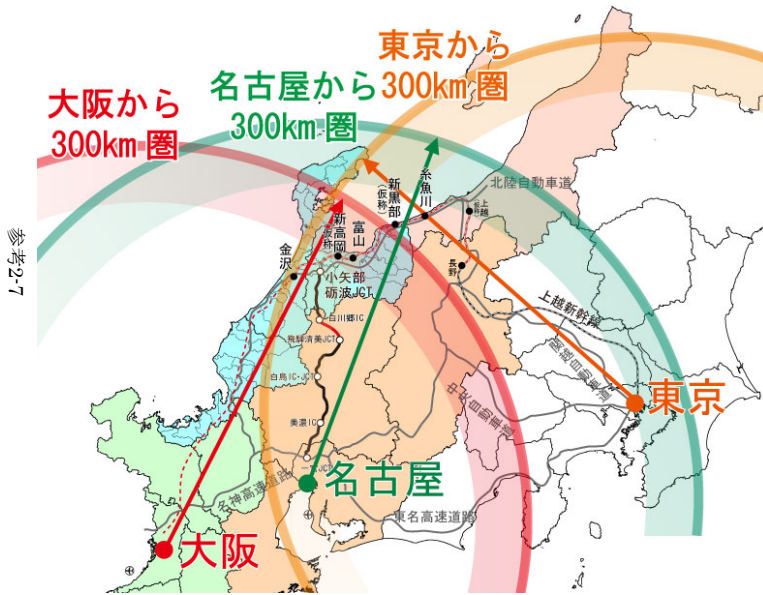 東京から
300km圏
名古屋から
300km圏
大阪から
300km圏
北陸自動車道
糸魚川
新黒部
(仮称)
上越
(仮称)
新高岡
(仮称)
富山
金沢
長野
小矢部
砺波JCT
上越新幹線
白川郷IC
飛騨清美JCT
関越自動車道
白鳥IC・JCT
東京
中央自動車道
美濃IC
名古屋
名神高速道路
東名高速道路
大阪
参考2-7